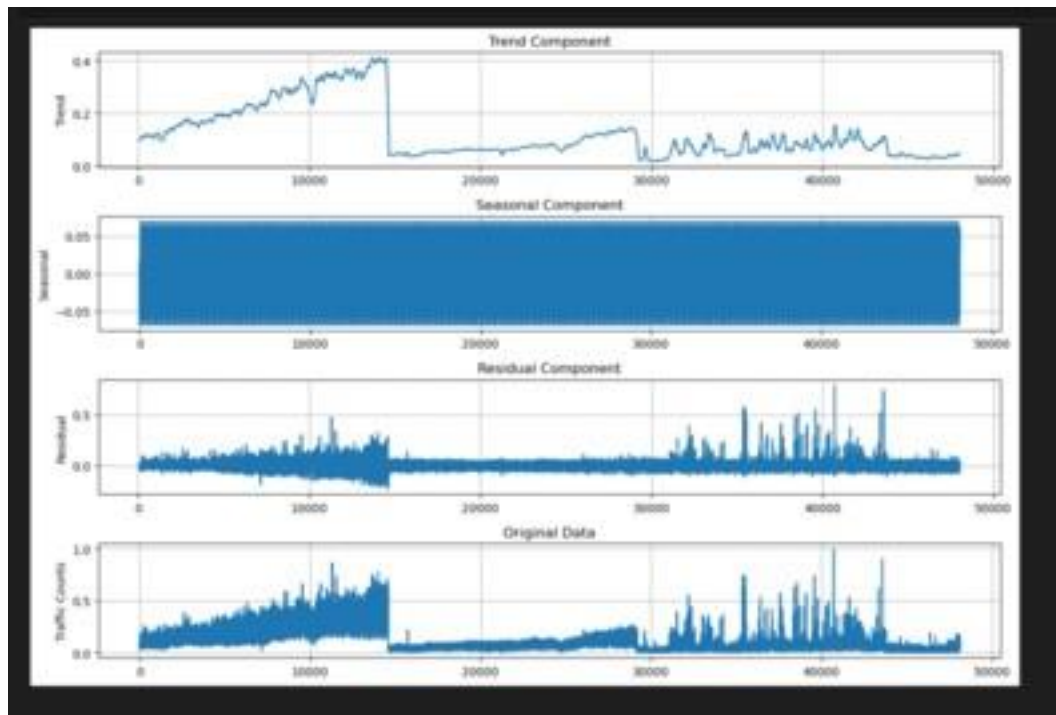 Trend Component
Trend
0.4
0.2
0.0
0 10000 20000 30000 40000 50000
Seasonal Component
Seasonal
0.05
0.00
−0.05
0 10000 20000 30000 40000 50000
Residual Component
Residual
0.5
0.0
0 10000 20000 30000 40000 50000
Original Data
Traffic Counts
1.0
0.5
0.0
0 10000 20000 30000 40000 50000